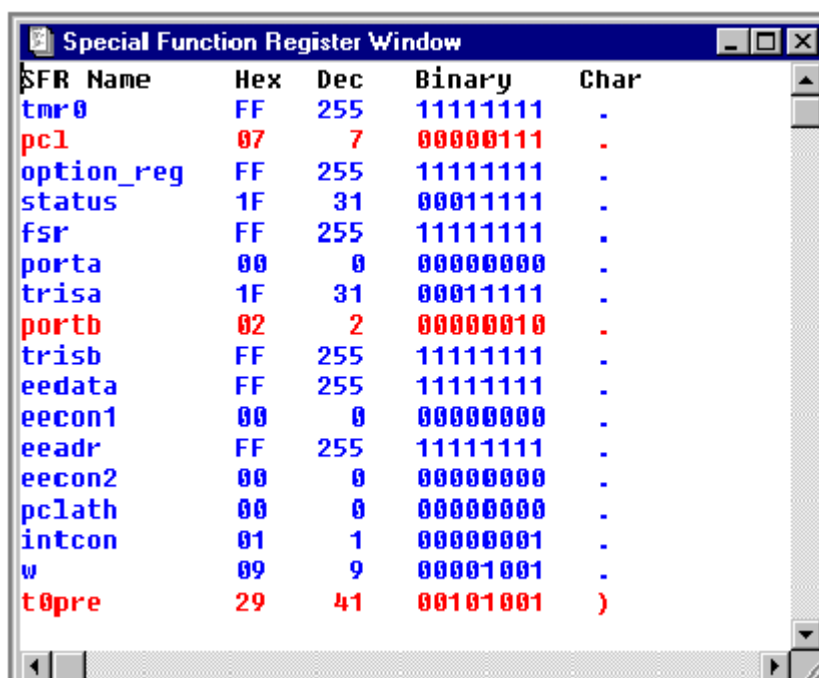 Special Function Register Window
SFR Name Hex Dec Binary Char
tmr0 FF 255 11111111 .
pcl 07 7 00000111 .
option_reg FF 255 11111111 .
status 1F 31 00011111 .
fsr FF 255 11111111 .
porta 00 0 00000000 .
trisa 1F 31 00011111 .
portb 02 2 00000010 .
trisb FF 255 11111111 .
eedata FF 255 11111111 .
eecon1 00 0 00000000 .
eeadr FF 255 11111111 .
eecon2 00 0 00000000 .
pclath 00 0 00000000 .
intcon 01 1 00000001 .
w 09 9 00001001 .
t0pre 29 41 00101001 )